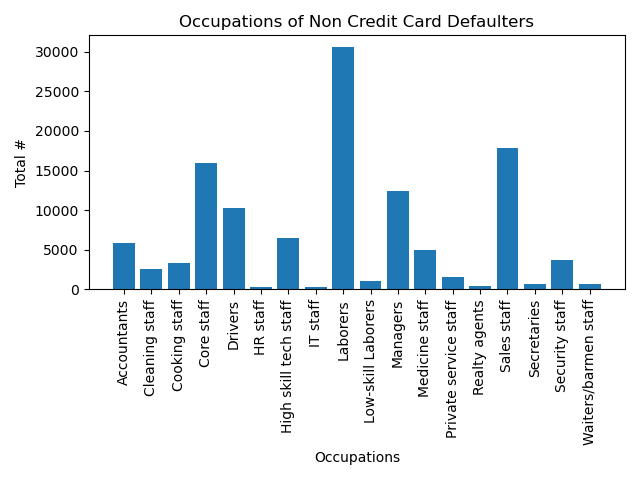 Occupations of Non Credit Card Defaulters
Total #
30000
25000
20000
15000
10000
5000
0
Accountants
Cleaning staff
Cooking staff
Core staff
Drivers
HR staff
High skill tech staff
IT staff
Laborers
Low-skill Laborers
Managers
Medicine staff
Private service staff
Realty agents
Sales staff
Secretaries
Security staff
Waiters/barmen staff
Occupations